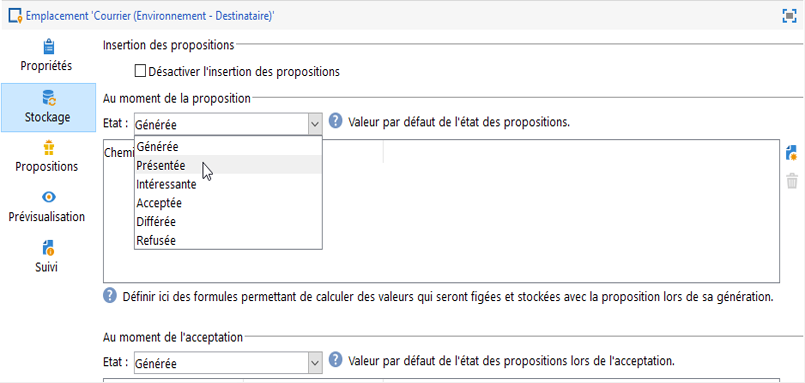 Emplacement 'Courrier (Environnement - Destinataire)'
Propriétés
Stockage
Propositions
Prévisualisation
Suivi
Insertion des propositions
Désactiver l'insertion des propositions
Au moment de la proposition
Etat : Générée
Valeur par défaut de l'état des propositions.
Chemi
Générée
Présentée
Intéressante
Acceptée
Différée
Refusée
Définir ici des formules permettant de calculer des valeurs qui seront figées et stockées avec la proposition lors de sa génération.
Au moment de l'acceptation
Etat : Générée
Valeur par défaut de l'état des propositions lors de l'acceptation.